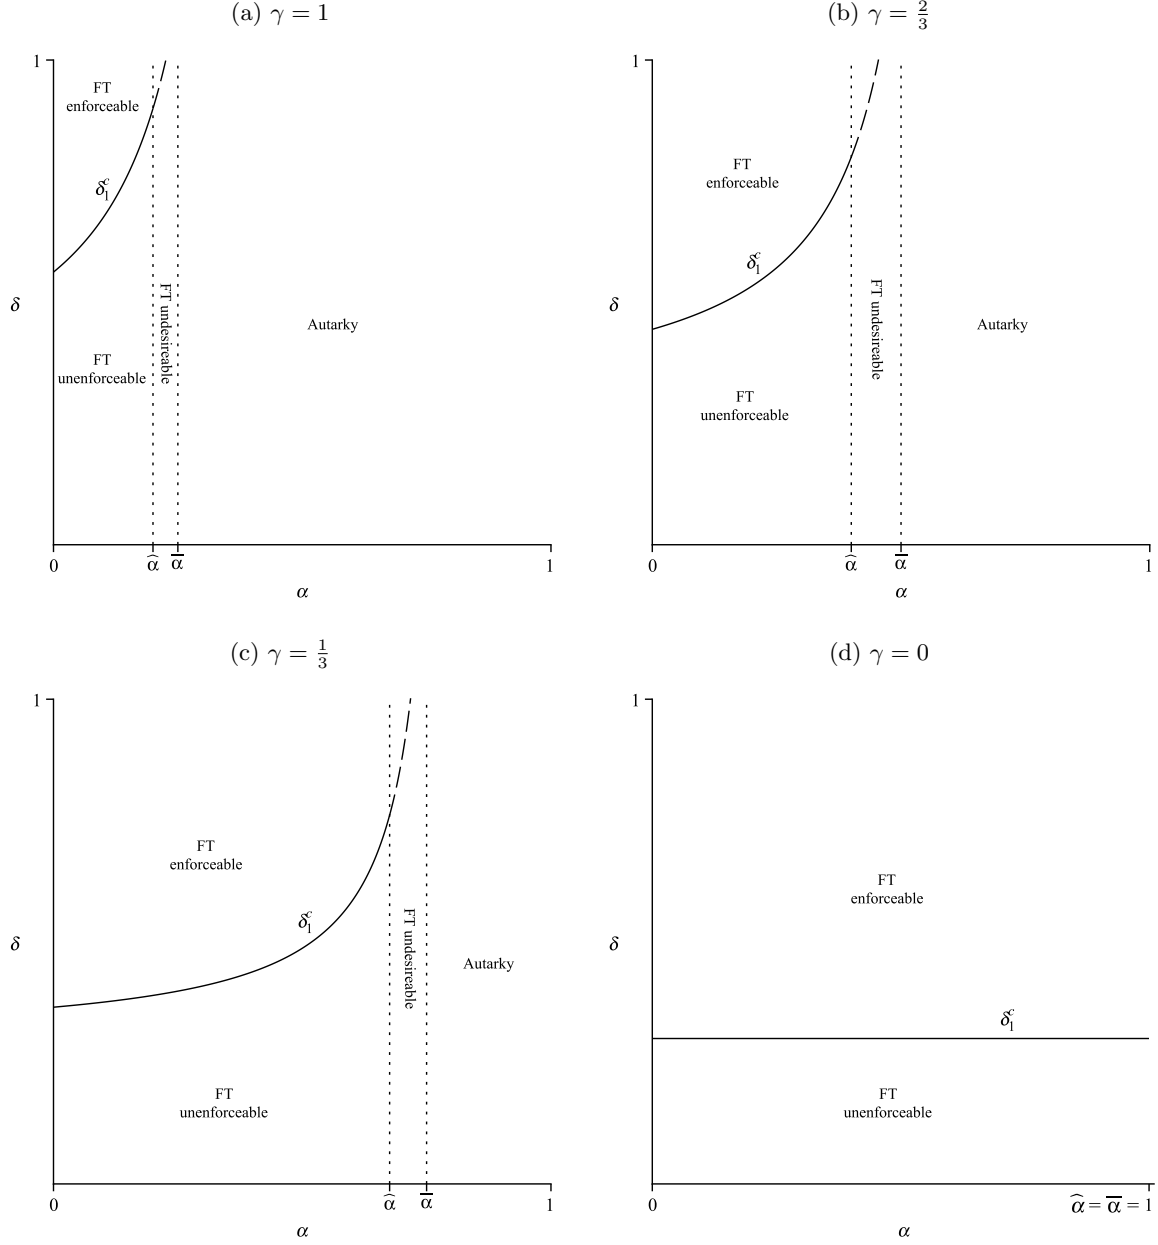 (a) γ = 1
1
FT
enforceable
δ₁ᶜ
δ
FT undesireable
Autarky
FT
unenforceable
0
α̂
ᾱ
1
α
(b) γ = 2/3
1
FT
enforceable
δ₁ᶜ
δ
FT undesireable
Autarky
FT
unenforceable
0
α̂
ᾱ
1
α
(c) γ = 1/3
1
FT
enforceable
δ₁ᶜ
δ
FT undesireable
Autarky
FT
unenforceable
0
α̂
ᾱ
1
α
(d) γ = 0
1
FT
enforceable
δ
δ₁ᶜ
FT
unenforceable
0
α̂ = ᾱ = 1
α